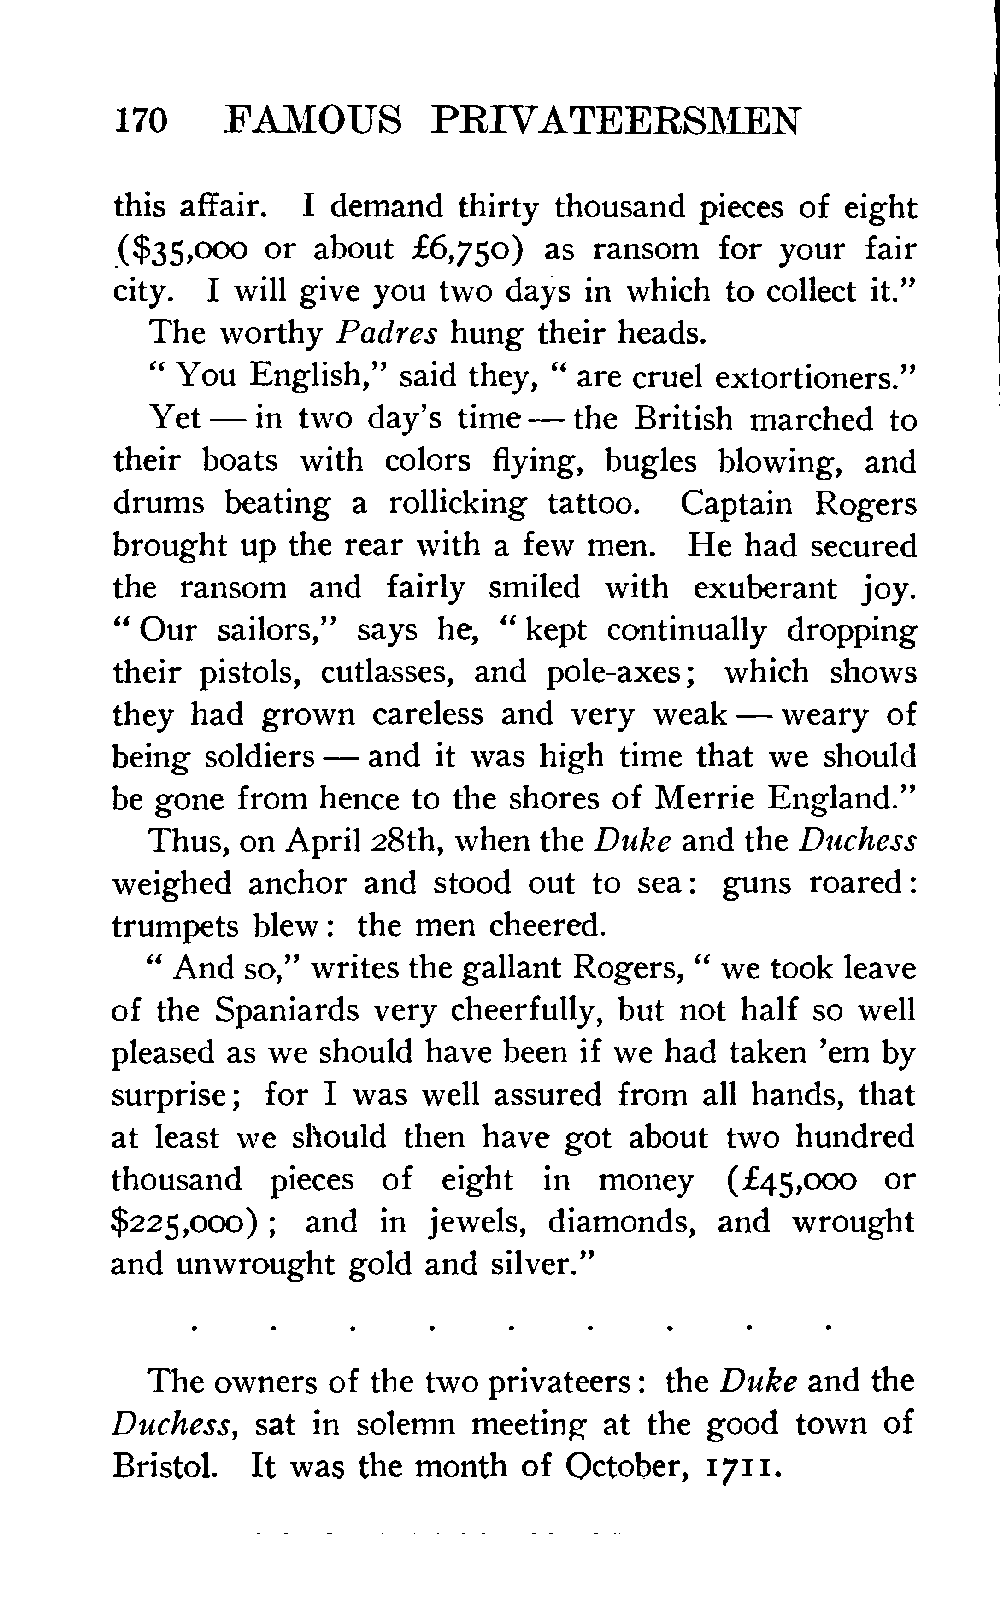 170 FAMOUS PRIVATEERSMEN
this affair. I demand thirty thousand pieces of eight
($35,000 or about £6,750) as ransom for your fair
city. I will give you two days in which to collect it.”
The worthy Padres hung their heads.
“ You English,” said they, “ are cruel extortioners.”
Yet — in two day’s time — the British marched to
their boats with colors flying, bugles blowing, and
drums beating a rollicking tattoo. Captain Rogers
brought up the rear with a few men. He had secured
the ransom and fairly smiled with exuberant joy.
“ Our sailors,” says he, “ kept continually dropping
their pistols, cutlasses, and pole-axes; which shows
they had grown careless and very weak — weary of
being soldiers — and it was high time that we should
be gone from hence to the shores of Merrie England.”
Thus, on April 28th, when the Duke and the Duchess
weighed anchor and stood out to sea: guns roared:
trumpets blew: the men cheered.
“ And so,” writes the gallant Rogers, “ we took leave
of the Spaniards very cheerfully, but not half so well
pleased as we should have been if we had taken ’em by
surprise; for I was well assured from all hands, that
at least we should then have got about two hundred
thousand pieces of eight in money (£45,000 or
$225,000) ; and in jewels, diamonds, and wrought
and unwrought gold and silver.”
. . . . . . . . .
The owners of the two privateers: the Duke and the
Duchess, sat in solemn meeting at the good town of
Bristol. It was the month of October, 1711.